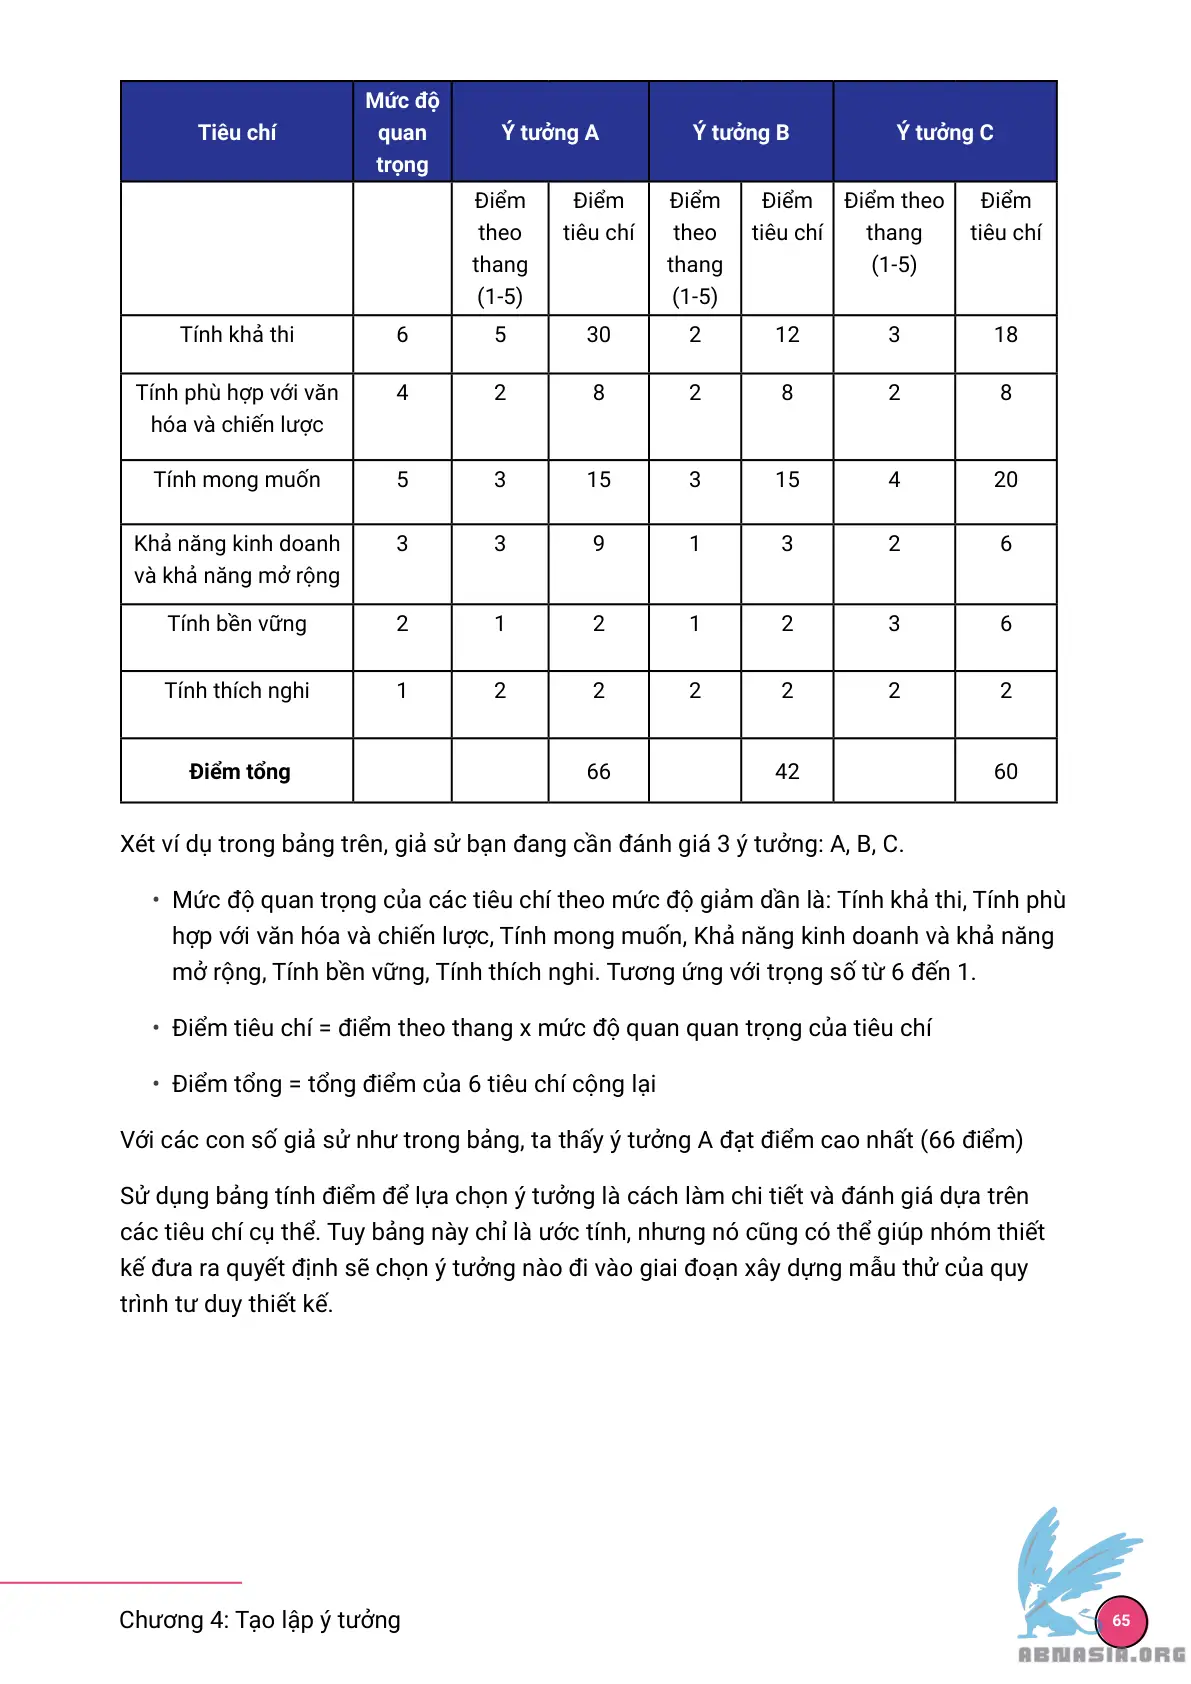 Tiêu chí Mức độ quan trọng Ý tưởng A Ý tưởng B Ý tưởng C
Điểm theo thang (1-5) Điểm tiêu chí Điểm theo thang (1-5) Điểm tiêu chí Điểm theo thang (1-5) Điểm tiêu chí
Tính khả thi 6 5 30 2 12 3 18
Tính phù hợp với văn hóa và chiến lược 4 2 8 2 8 2 8
Tính mong muốn 5 3 15 3 15 4 20
Khả năng kinh doanh và khả năng mở rộng 3 3 9 1 3 2 6
Tính bền vững 2 1 2 1 2 3 6
Tính thích nghi 1 2 2 2 2 2 2
Điểm tổng 66 42 60
Xét ví dụ trong bảng trên, giả sử bạn đang cần đánh giá 3 ý tưởng: A, B, C.
• Mức độ quan trọng của các tiêu chí theo mức độ giảm dần là: Tính khả thi, Tính phù
hợp với văn hóa và chiến lược, Tính mong muốn, Khả năng kinh doanh và khả năng
mở rộng, Tính bền vững, Tính thích nghi. Tương ứng với trọng số từ 6 đến 1.
• Điểm tiêu chí = điểm theo thang x mức độ quan quan trọng của tiêu chí
• Điểm tổng = tổng điểm của 6 tiêu chí cộng lại
Với các con số giả sử như trong bảng, ta thấy ý tưởng A đạt điểm cao nhất (66 điểm)
Sử dụng bảng tính điểm để lựa chọn ý tưởng là cách làm chi tiết và đánh giá dựa trên
các tiêu chí cụ thể. Tuy bảng này chỉ là ước tính, nhưng nó cũng có thể giúp nhóm thiết
kế đưa ra quyết định sẽ chọn ý tưởng nào đi vào giai đoạn xây dựng mẫu thử của quy
trình tư duy thiết kế.
Chương 4: Tạo lập ý tưởng
65
ABNASIA.ORG